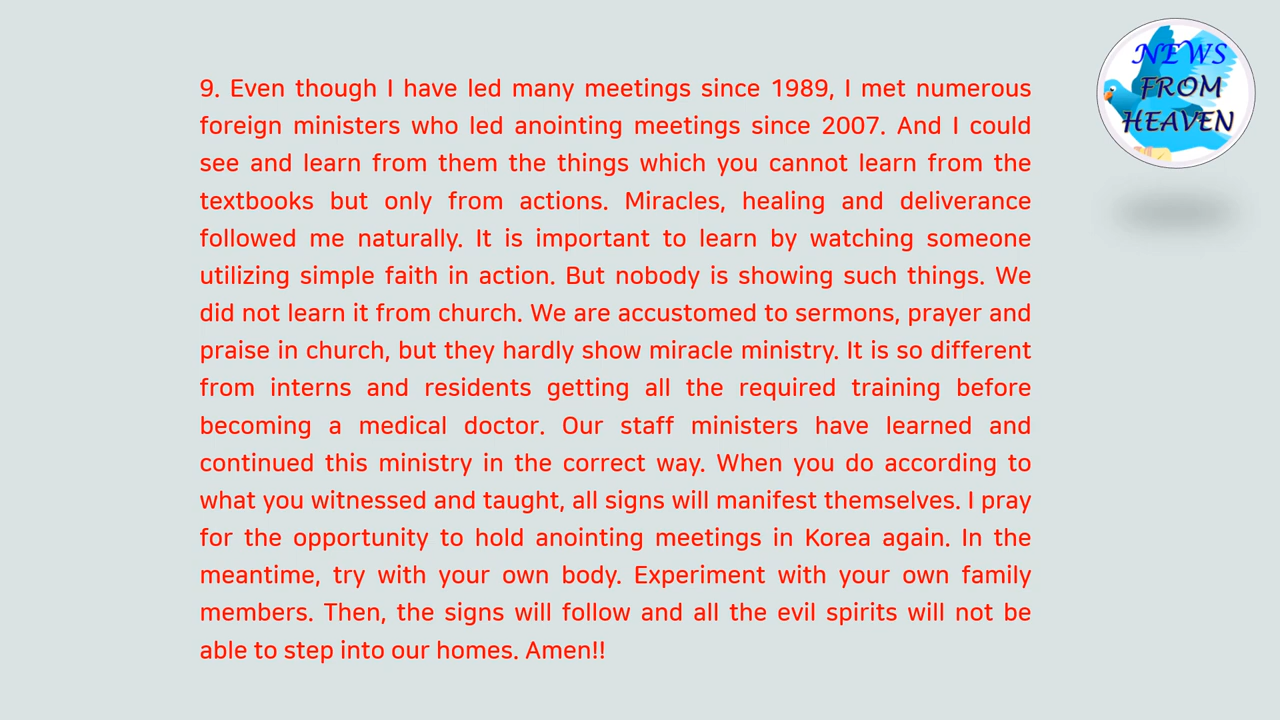 9. Even though I have led many meetings since 1989, I met numerous
foreign ministers who led anointing meetings since 2007. And I could
see and learn from them the things which you cannot learn from the
textbooks but only from actions. Miracles, healing and deliverance
followed me naturally. It is important to learn by watching someone
utilizing simple faith in action. But nobody is showing such things. We
did not learn it from church. We are accustomed to sermons, prayer and
praise in church, but they hardly show miracle ministry. It is so different
from interns and residents getting all the required training before
becoming a medical doctor. Our staff ministers have learned and
continued this ministry in the correct way. When you do according to
what you witnessed and taught, all signs will manifest themselves. I pray
for the opportunity to hold anointing meetings in Korea again. In the
meantime, try with your own body. Experiment with your own family
members. Then, the signs will follow and all the evil spirits will not be
able to step into our homes. Amen!!
NEWS
FROM
HEAVEN